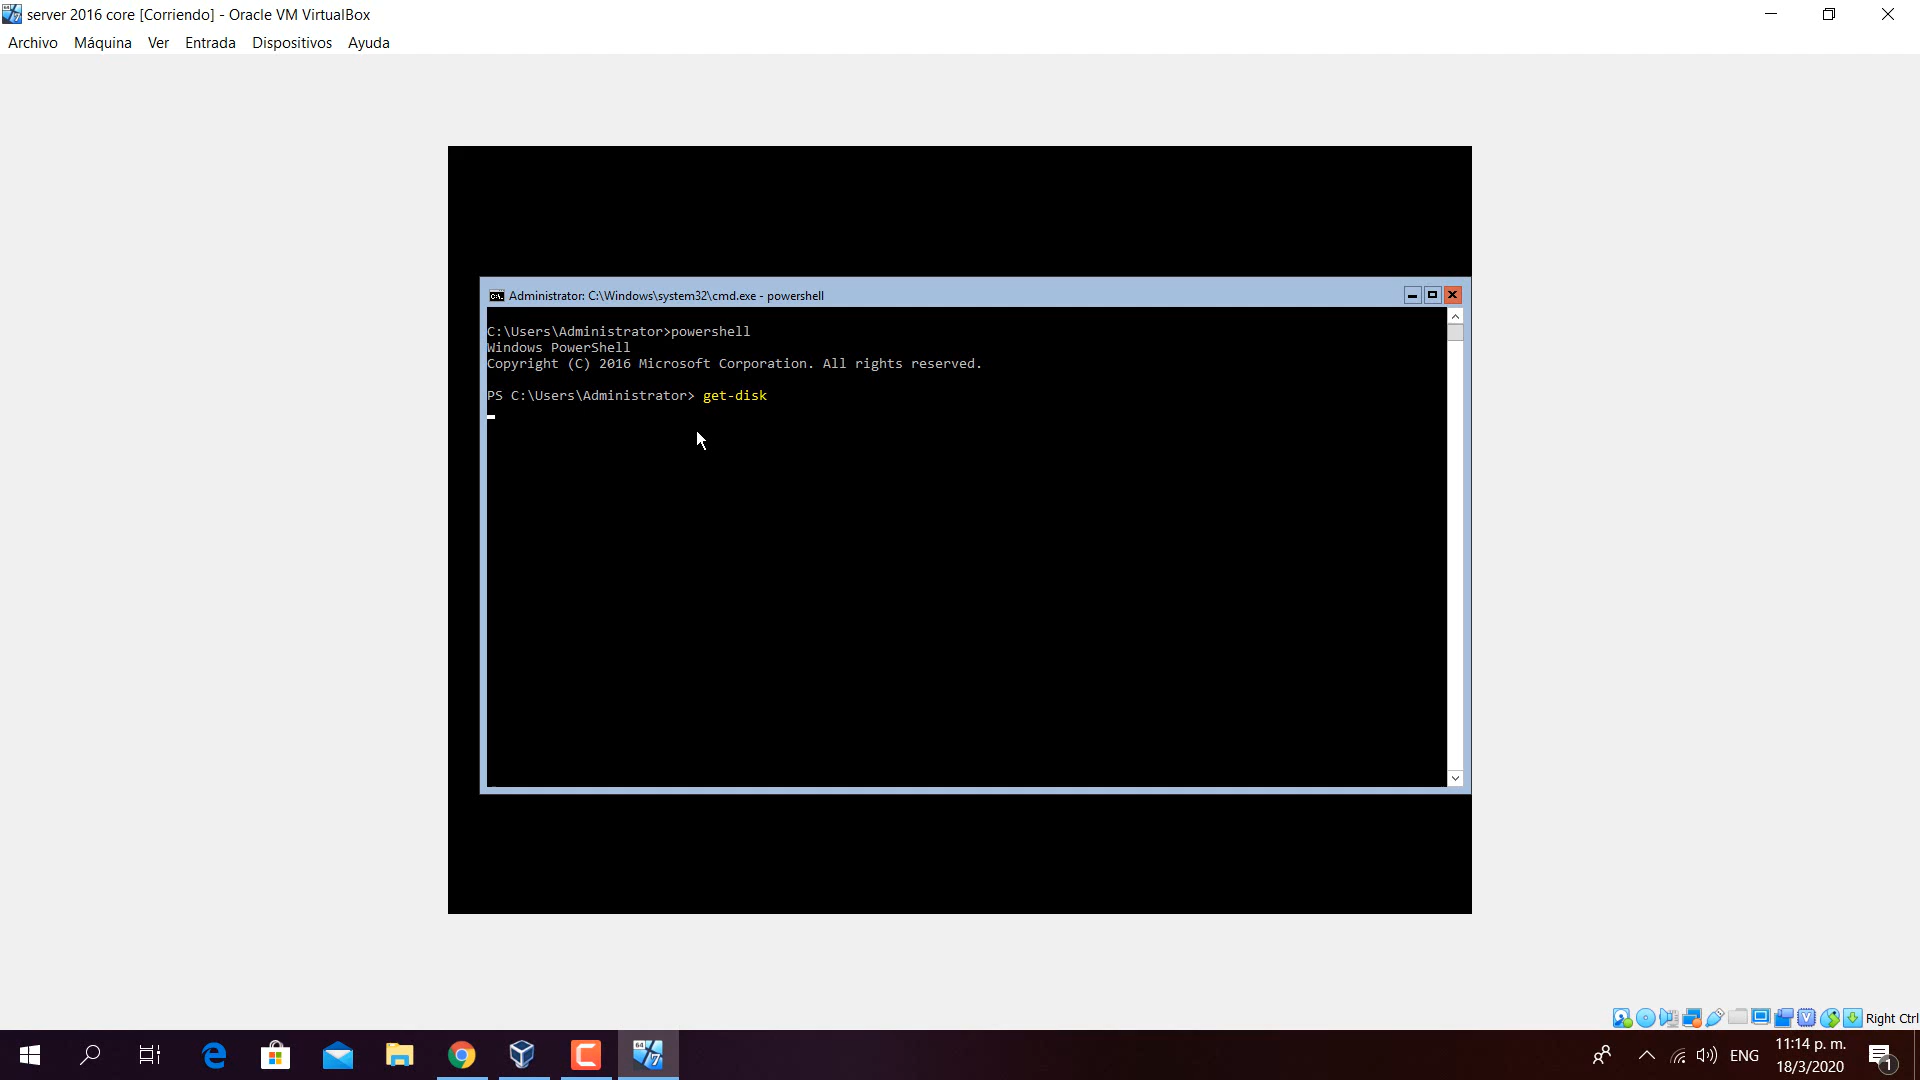 server 2016 core [Corriendo] - Oracle VM VirtualBox
Archivo Máquina Ver Entrada Dispositivos Ayuda
Administrator: C:\Windows\system32\cmd.exe - powershell
C:\Users\Administrator>powershell
Windows PowerShell
Copyright (C) 2016 Microsoft Corporation. All rights reserved.
PS C:\Users\Administrator> get-disk
Right Ctrl
ENG
11:14 p. m.
18/3/2020
1